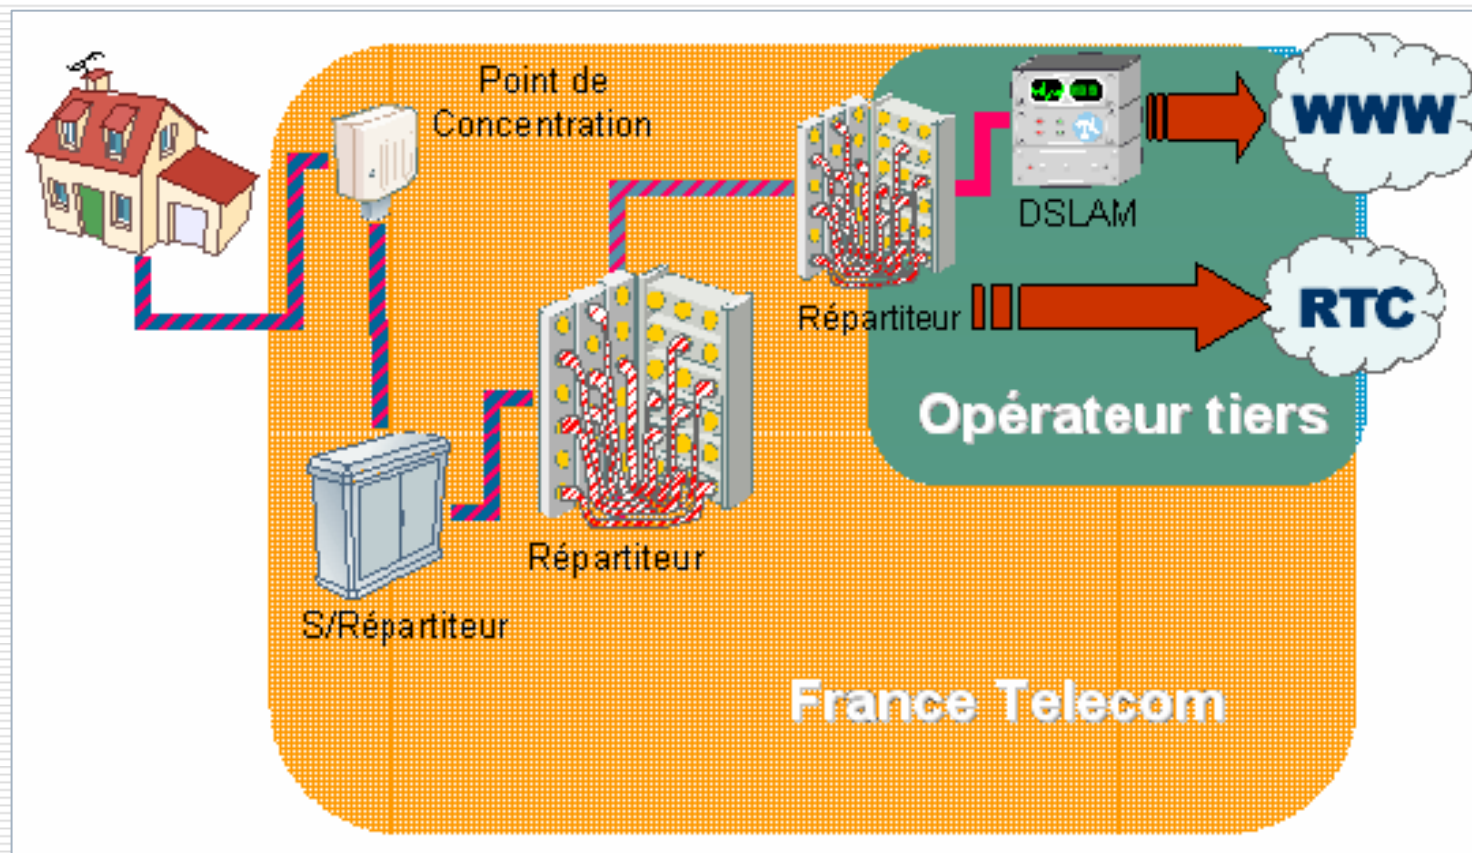 Point de
Concentration
WWW
DSLAM
Répartiteur
RTC
Opérateur tiers
Répartiteur
S/Répartiteur
France Telecom